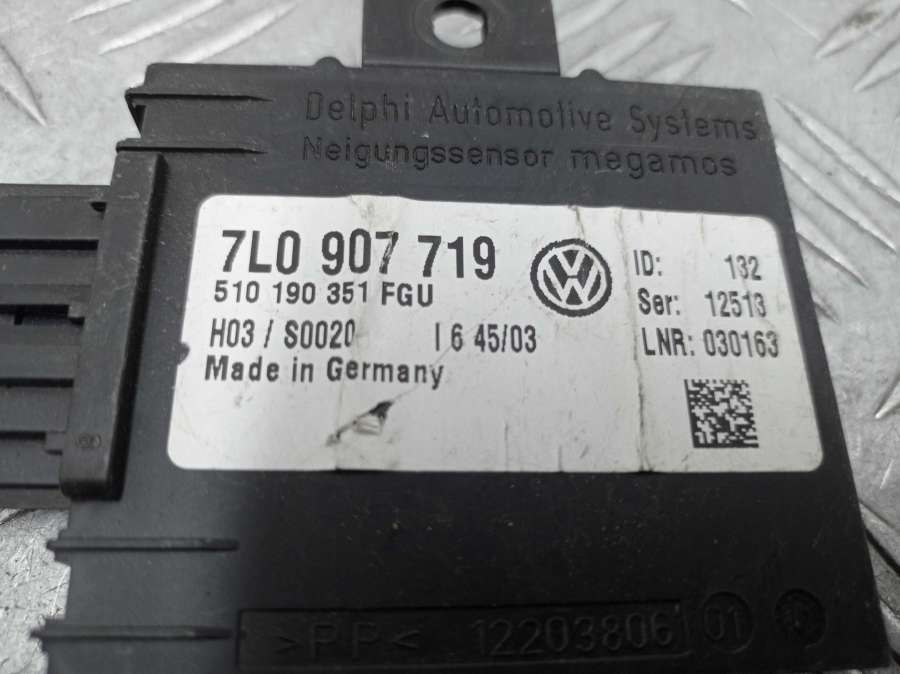 Delphi Automotive Systems
Neigungssensor megamos
7L0 907 719
510 190 351 FGU
H03 / S0020 I 6 45/03
Made in Germany
ID: 132
Ser: 12513
LNR: 030163
>PP< 122038061 01